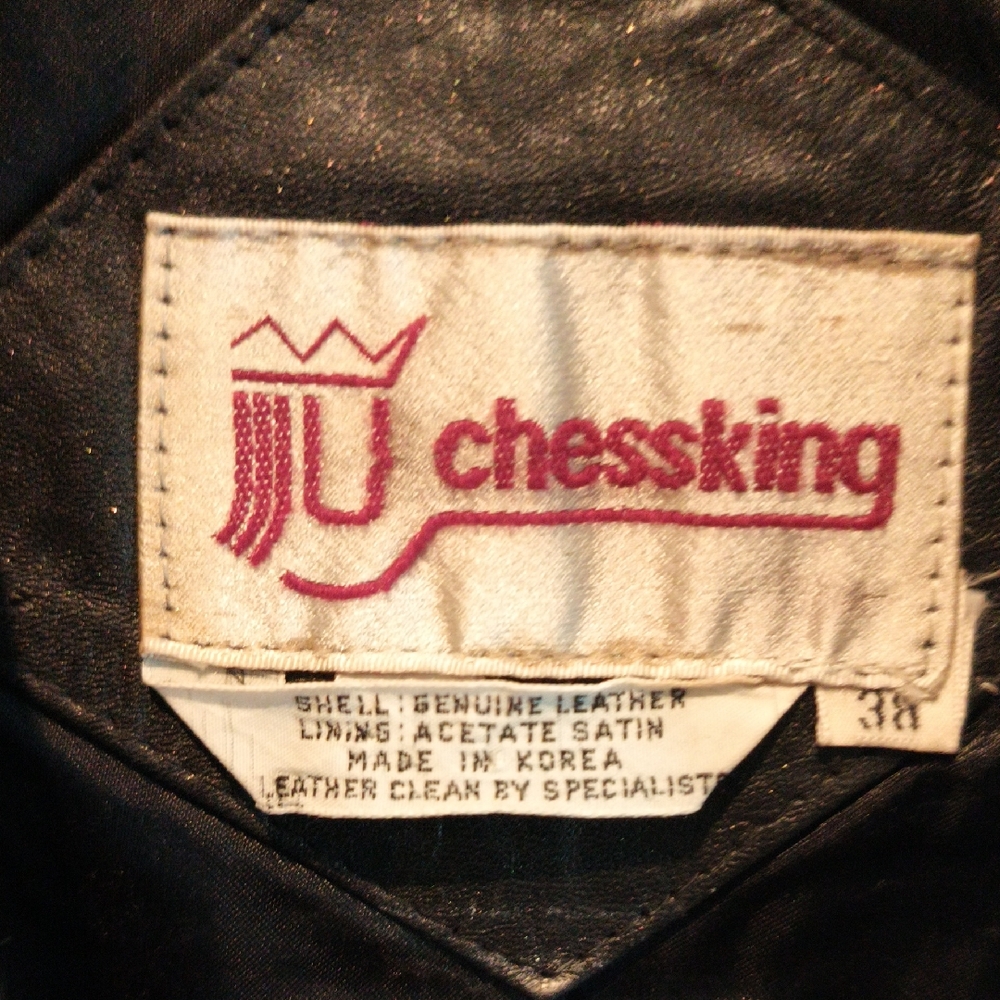 chessking
38
SHELL: GENUINE LEATHER
LINING: ACETATE SATIN
MADE IN KOREA
LEATHER CLEAN BY SPECIALIST